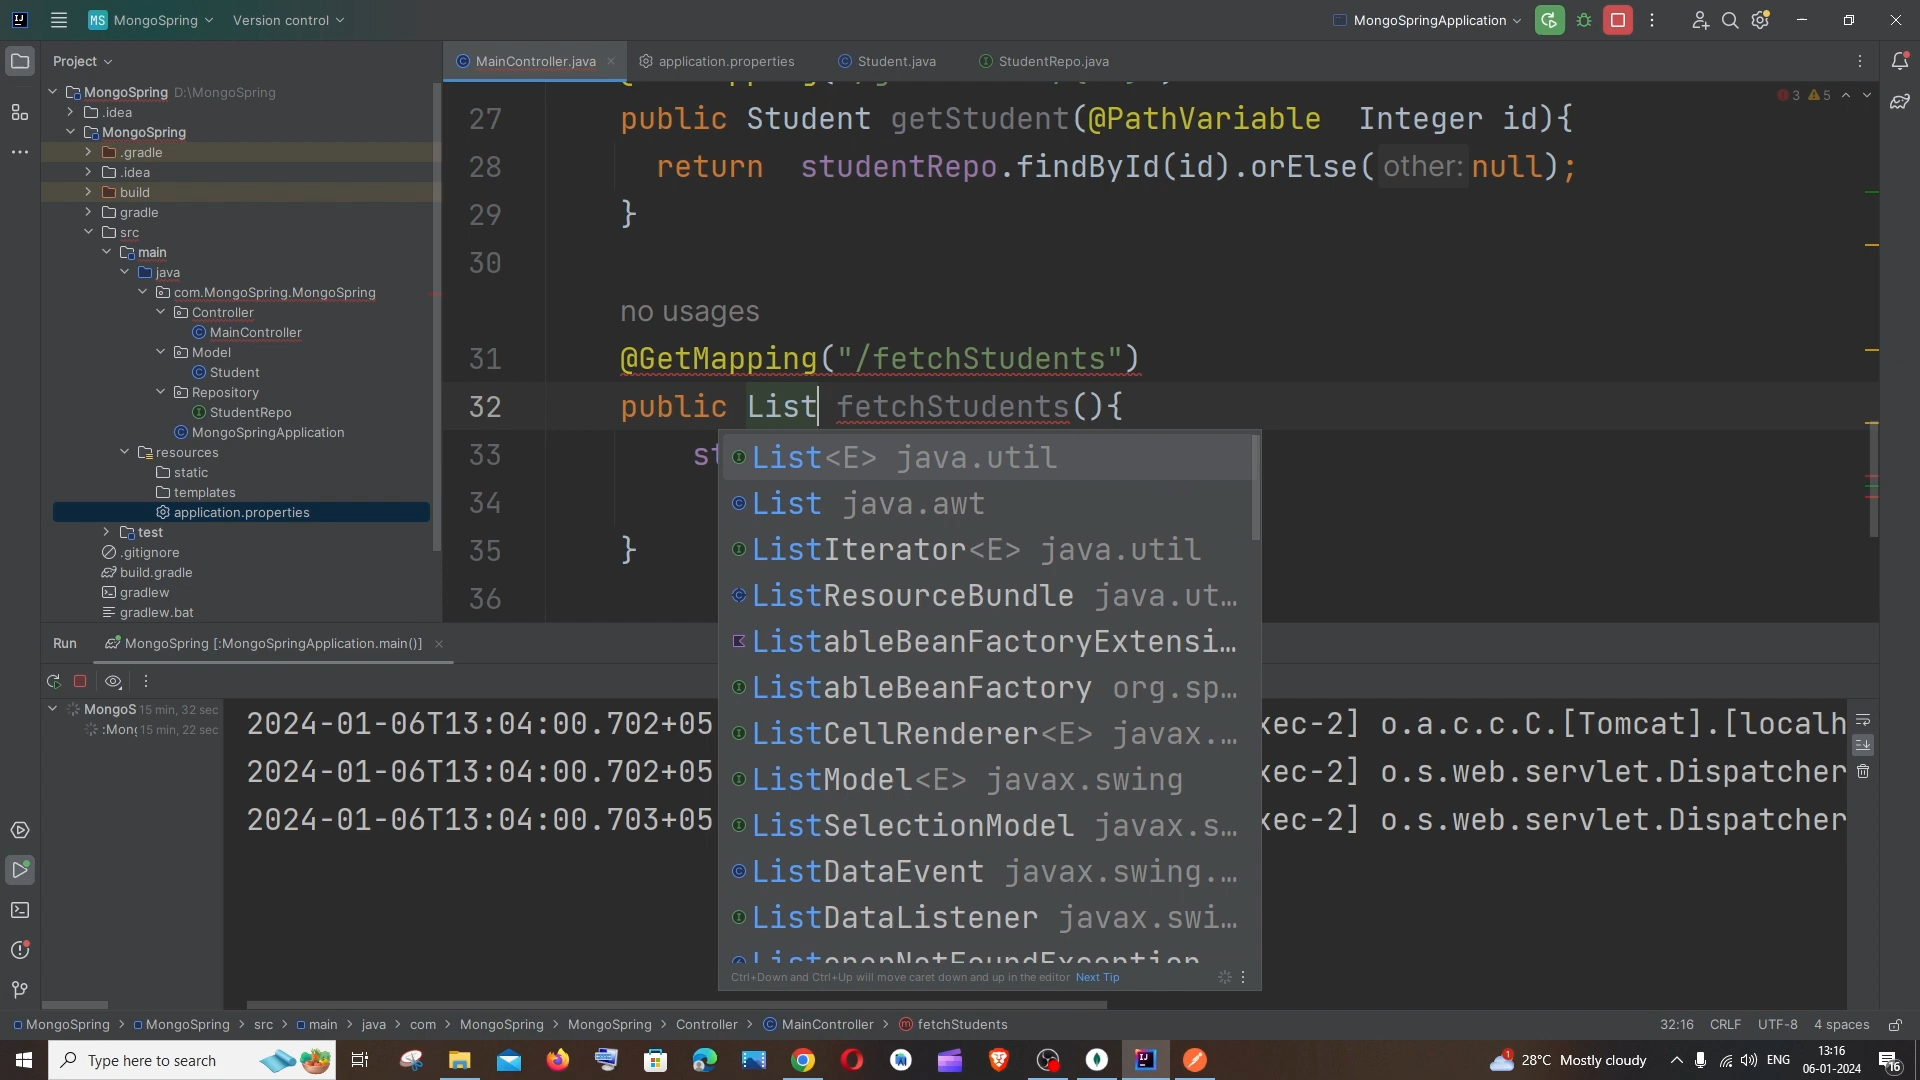 MS MongoSpring Version control MongoSpringApplication
Project
MainController.java application.properties Student.java StudentRepo.java
MongoSpring D:\MongoSpring
.idea
MongoSpring
.gradle
.idea
build
gradle
src
main
java
com.MongoSpring.MongoSpring
Controller
MainController
Model
Student
Repository
StudentRepo
MongoSpringApplication
resources
static
templates
application.properties
test
.gitignore
build.gradle
gradlew
gradlew.bat
3 5
27 public Student getStudent(@PathVariable Integer id){
28 return studentRepo.findById(id).orElse( other: null);
29 }
30
no usages
31 @GetMapping("/fetchStudents")
32 public List fetchStudents(){
33 st
34
35 }
36
List<E> java.util
List java.awt
ListIterator<E> java.util
ListResourceBundle java.ut…
ListableBeanFactoryExtensi…
ListableBeanFactory org.sp…
ListCellRenderer<E> javax.…
ListModel<E> javax.swing
ListSelectionModel javax.s…
ListDataEvent javax.swing.…
ListDataListener javax.swi…
ListenerNotFoundException
Ctrl+Down and Ctrl+Up will move caret down and up in the editor Next Tip
Run MongoSpring [:MongoSpringApplication.main()]
MongoS 15 min, 32 sec
:Mong 15 min, 22 sec
2024-01-06T13:04:00.702+05 xec-2] o.a.c.c.C.[Tomcat].[localh
2024-01-06T13:04:00.702+05 xec-2] o.s.web.servlet.Dispatcher
2024-01-06T13:04:00.703+05 xec-2] o.s.web.servlet.Dispatcher
MongoSpring MongoSpring src main java com MongoSpring MongoSpring Controller MainController fetchStudents
32:16 CRLF UTF-8 4 spaces
Type here to search
1 28°C Mostly cloudy ENG
13:16
06-01-2024
16